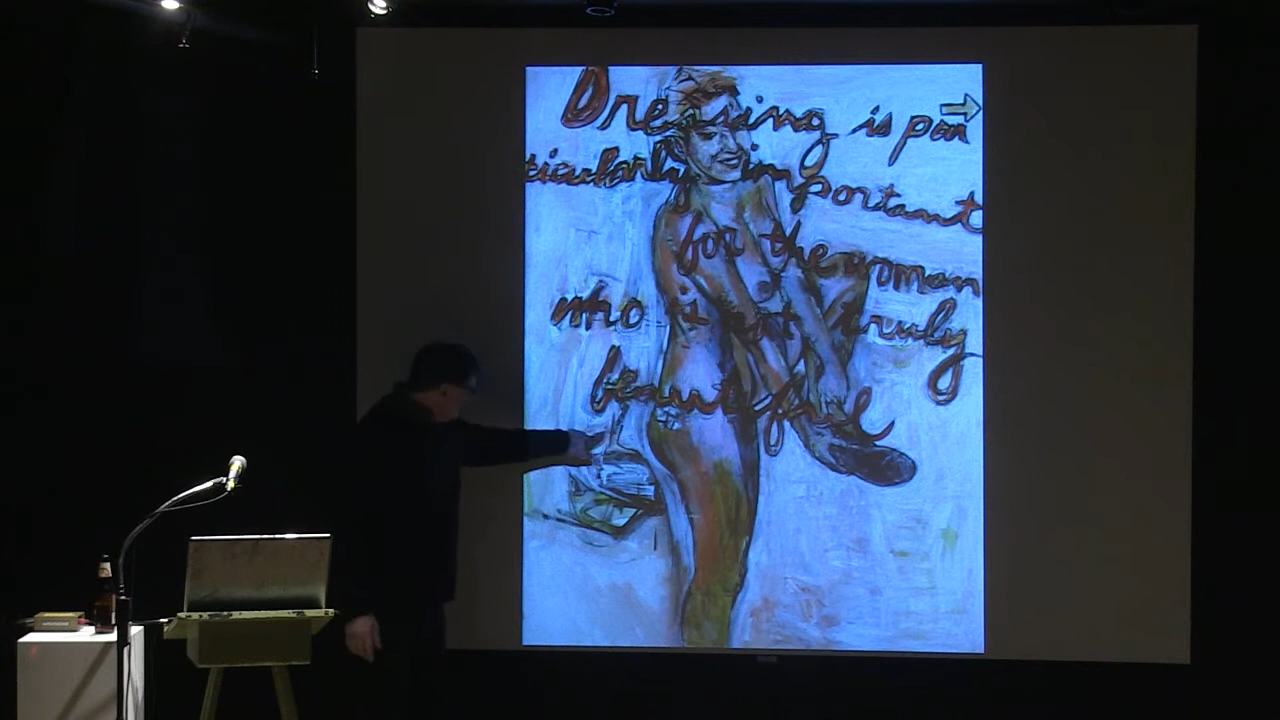 Dressing is par
ticularly important
for the woman
who is not truly
beautiful